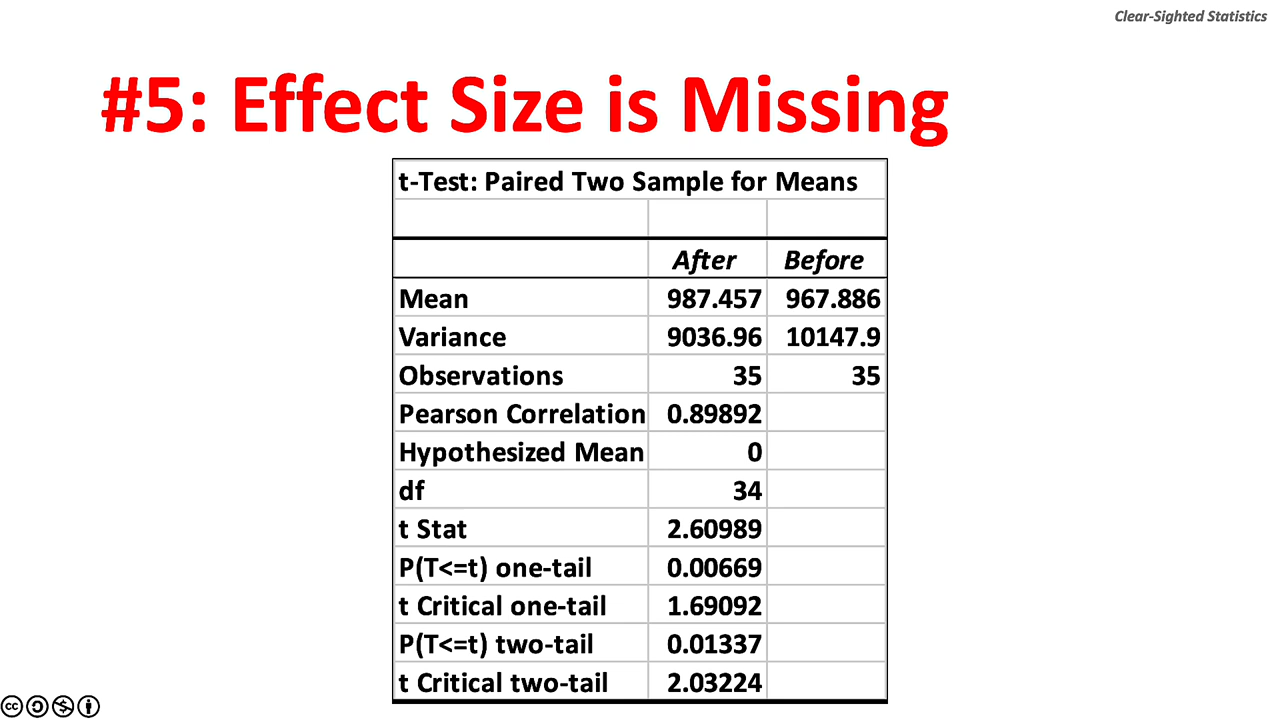 Clear-Sighted Statistics
#5: Effect Size is Missing
t-Test: Paired Two Sample for Means
After Before
Mean 987.457 967.886
Variance 9036.96 10147.9
Observations 35 35
Pearson Correlation 0.89892
Hypothesized Mean 0
df 34
t Stat 2.60989
P(T<=t) one-tail 0.00669
t Critical one-tail 1.69092
P(T<=t) two-tail 0.01337
t Critical two-tail 2.03224
cc